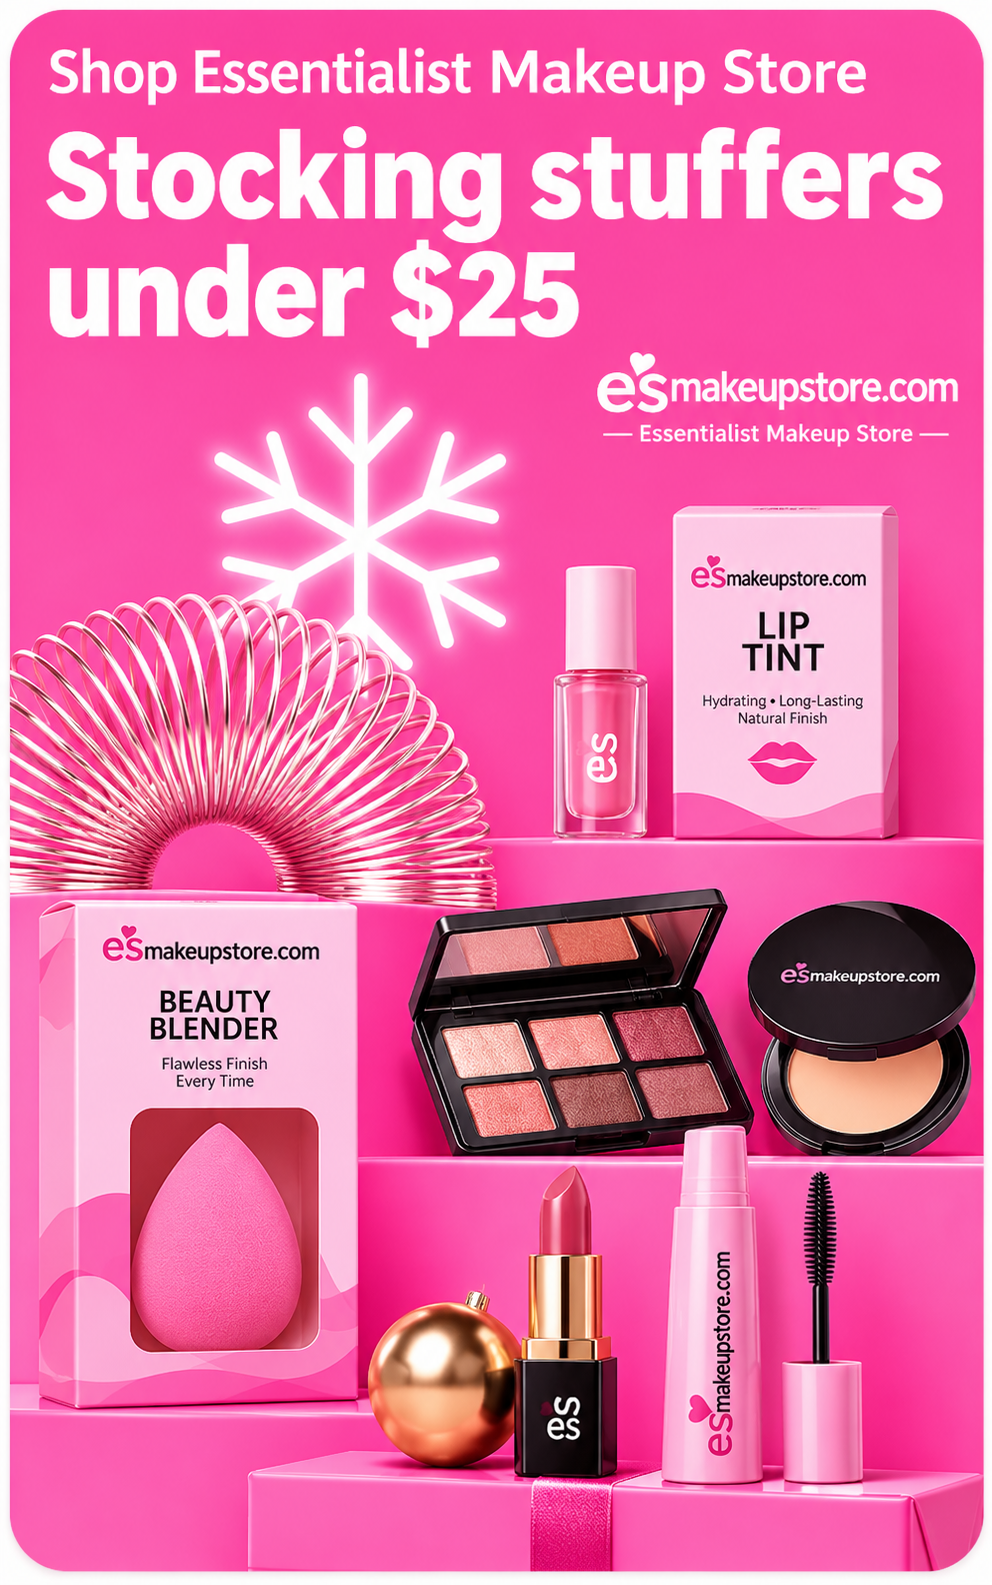 Shop Essentialist Makeup Store
Stocking stuffers
under $25
esmakeupstore.com
— Essentialist Makeup Store —
esmakeupstore.com
LIP
TINT
Hydrating • Long-Lasting
Natural Finish
es
esmakeupstore.com
BEAUTY
BLENDER
Flawless Finish
Every Time
esmakeupstore.com
es
esmakeupstore.com